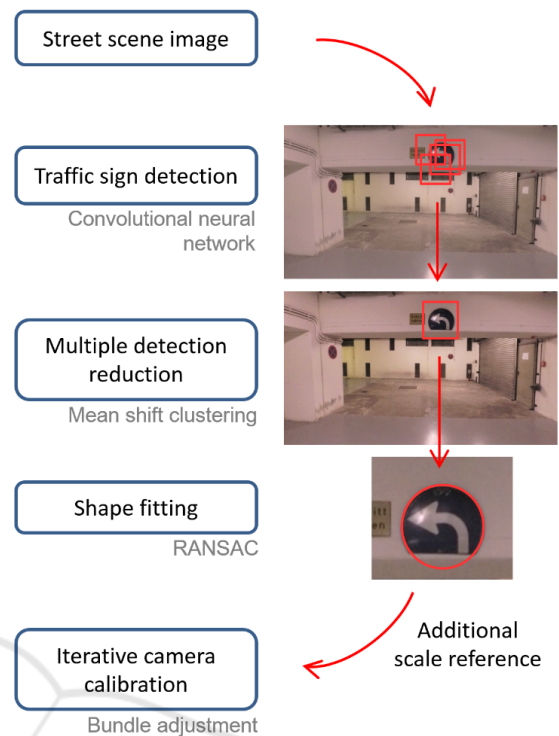 Street scene image
Traffic sign detection
Convolutional neural
network
Multiple detection
reduction
Mean shift clustering
Shape fitting
RANSAC
Additional
scale reference
Iterative camera
calibration
Bundle adjustment